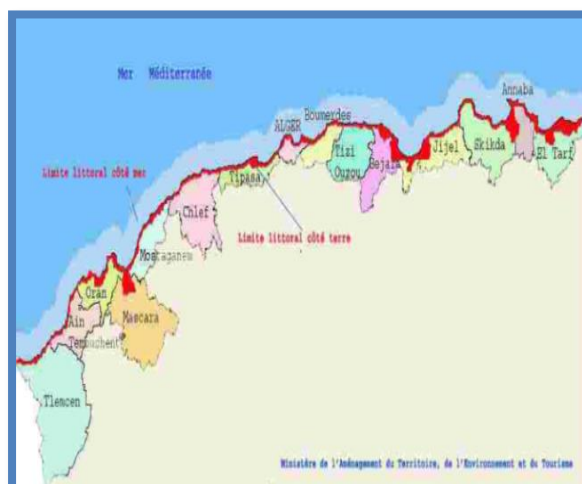 Mer Méditerranée
Annaba
Boumerdes
ALGER
Skikda
Jijel
El Tarf
Tizi
Ouzou
Bejaia
Tipasa
Limite littoral côté mer
Chlef
Limite littoral côté terre
Mostaganem
Oran
Mascara
Ain
Temouchent
Tlemcen
Ministère de l'Aménagement du Territoire, de l'Environnement et du Tourisme